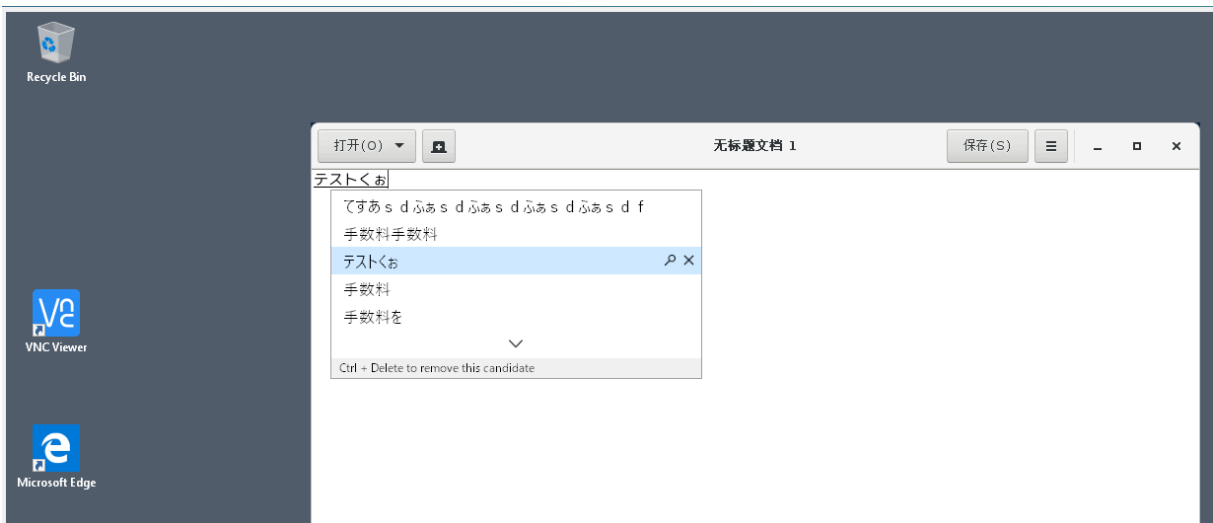 Recycle Bin
打开(O)
无标题文档 1
保存(S)
テストくぉ
てすあｓｄふぁｓｄふぁｓｄふぁｓｄふぁｓｄｆ
手数料手数料
テストくぉ
手数料
手数料を
Ctrl + Delete to remove this candidate
VNC Viewer
Microsoft Edge